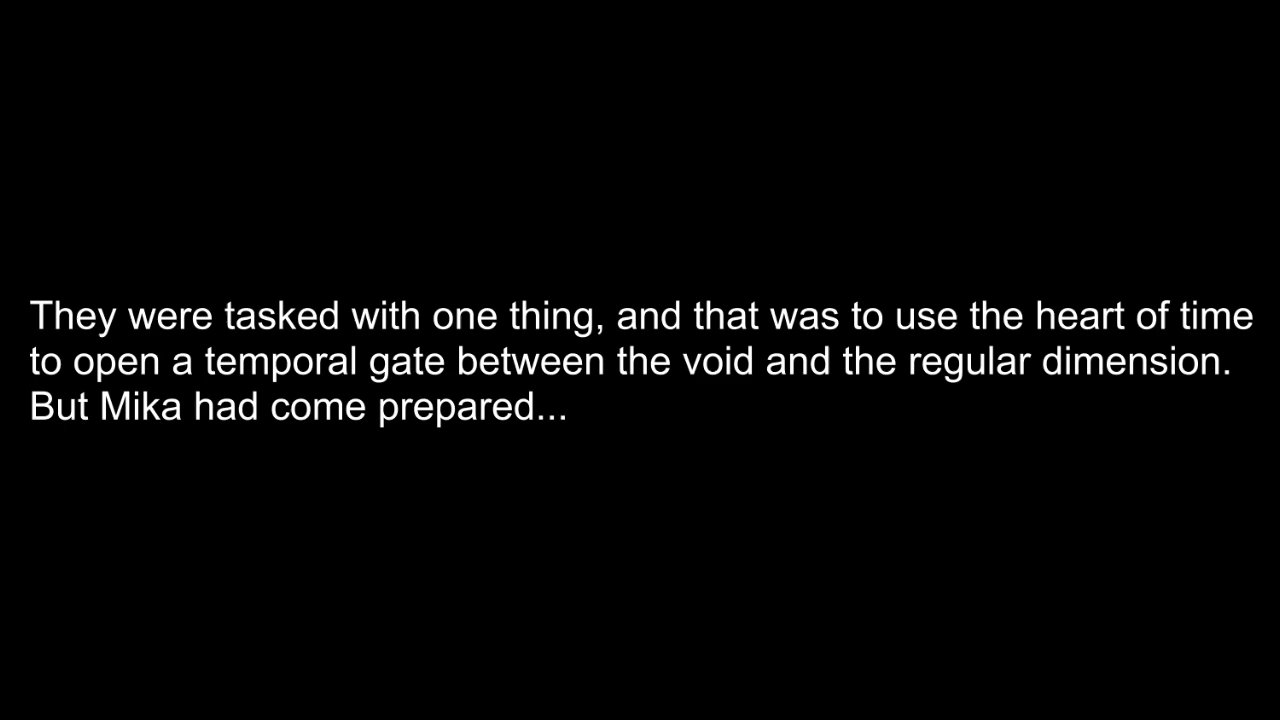 They were tasked with one thing, and that was to use the heart of time
to open a temporal gate between the void and the regular dimension.
But Mika had come prepared...